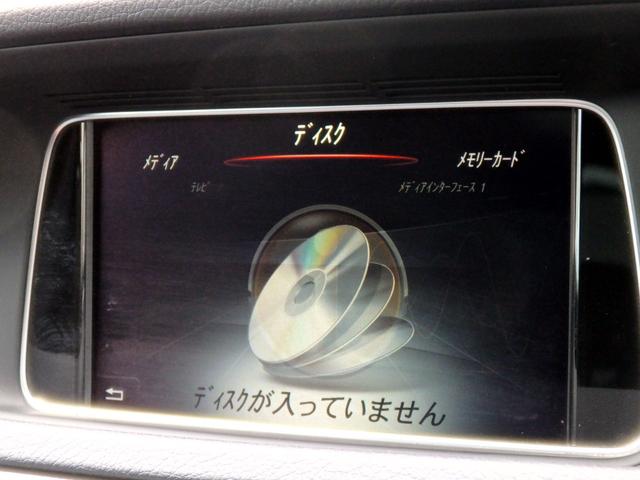 ディスク
メディア
メモリーカード
テレビ
メディアインターフェース 1
ディスクが入っていません